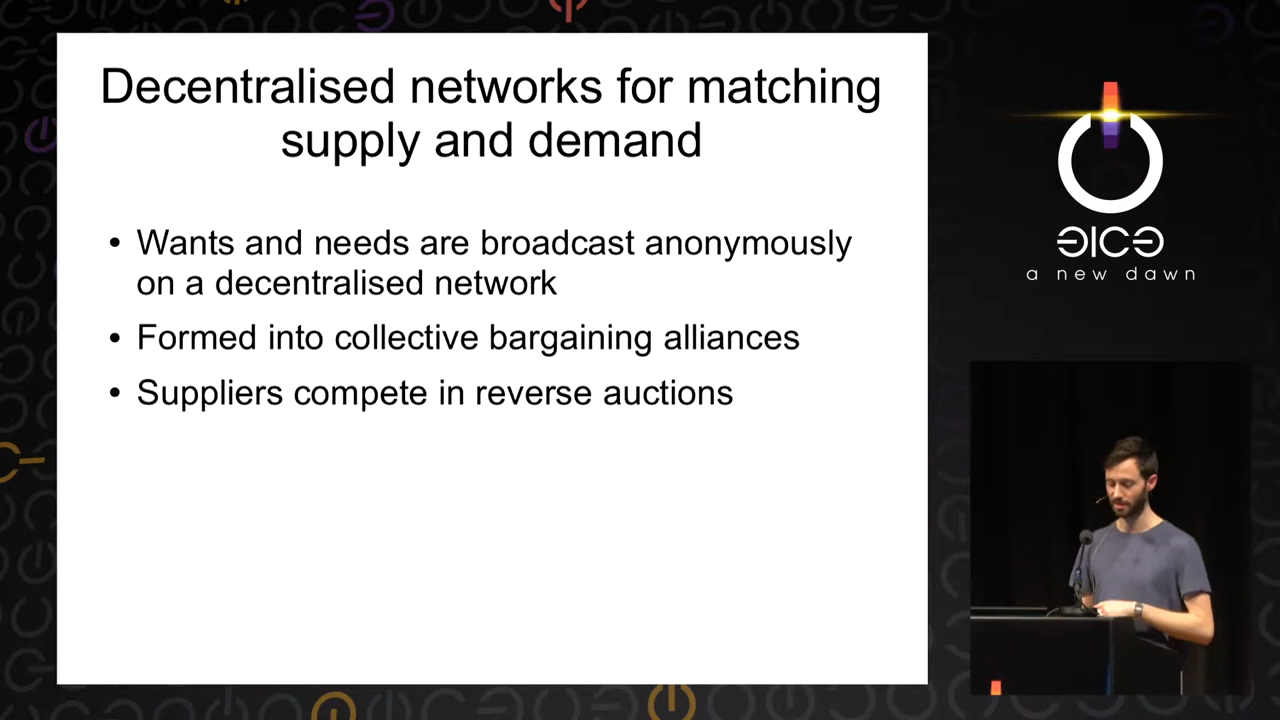 Decentralised networks for matching
supply and demand
• Wants and needs are broadcast anonymously
on a decentralised network
• Formed into collective bargaining alliances
• Suppliers compete in reverse auctions
a new dawn